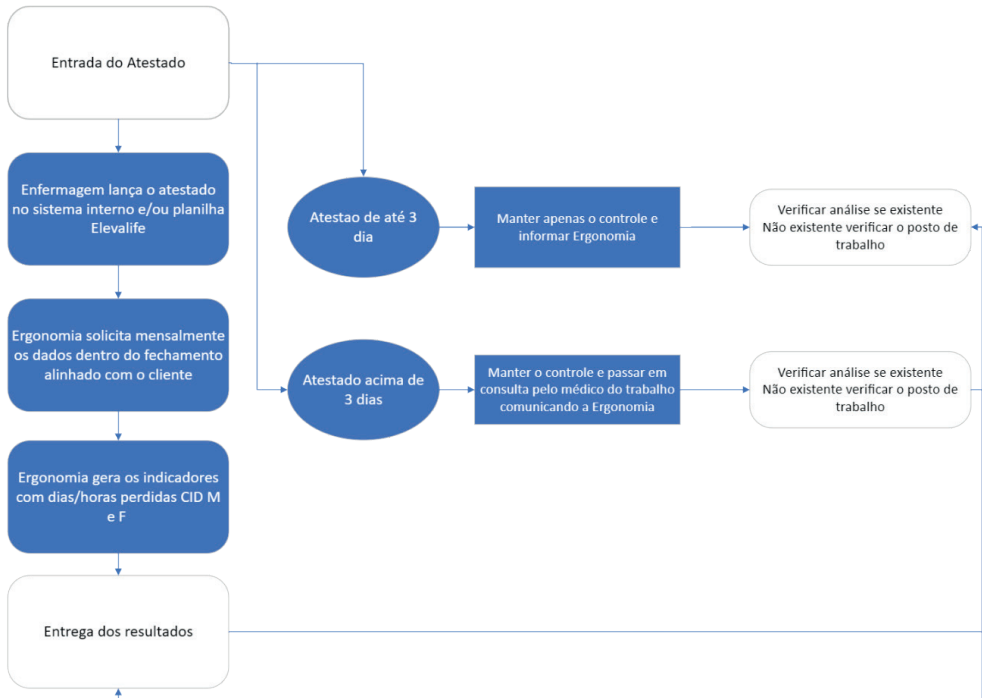 Entrada do Atestado
Enfermagem lança o atestado
no sistema interno e/ou planilha
Elevalife
Ergonomia solicita mensalmente
os dados dentro do fechamento
alinhado com o cliente
Ergonomia gera os indicadores
com dias/horas perdidas CID M
e F
Entrega dos resultados
Atestao de até 3
dia
Manter apenas o controle e
informar Ergonomia
Verificar análise se existente
Não existente verificar o posto de
trabalho
Atestado acima de
3 dias
Manter o controle e passar em
consulta pelo médico do trabalho
comunicando a Ergonomia
Verificar análise se existente
Não existente verificar o posto de
trabalho